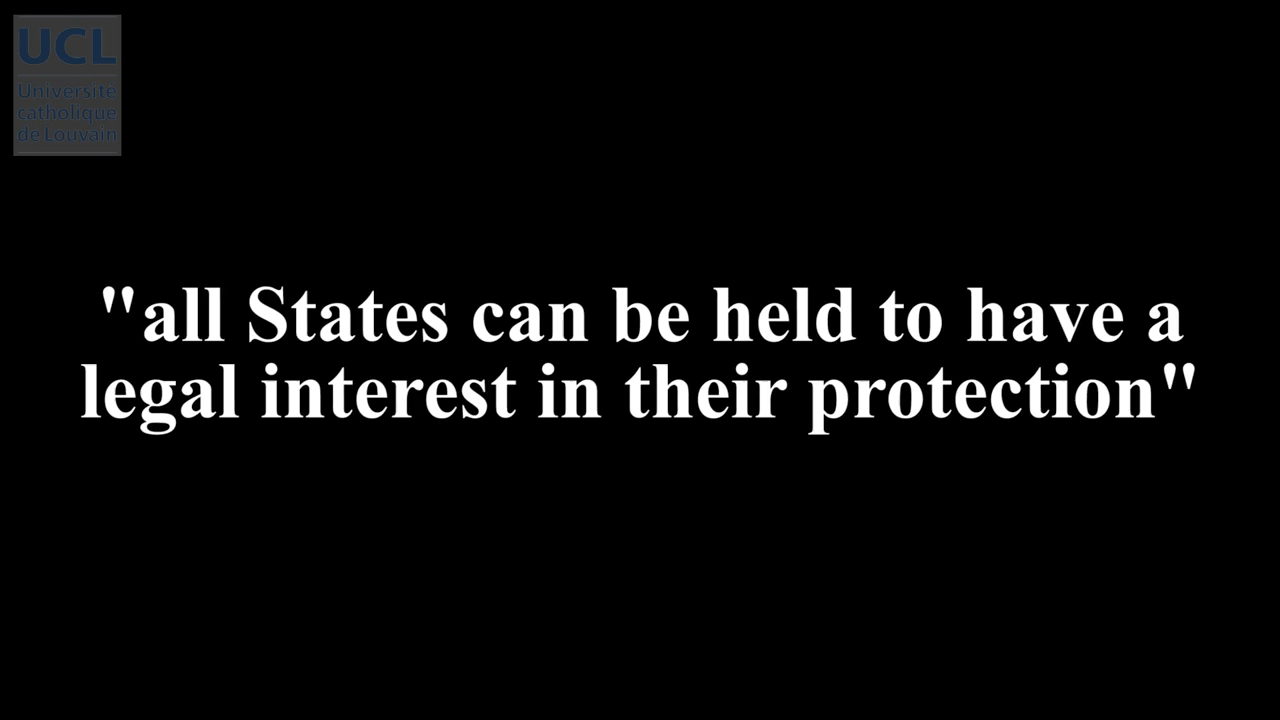 UCL
Université
catholique
de Louvain
"all States can be held to have a
legal interest in their protection"